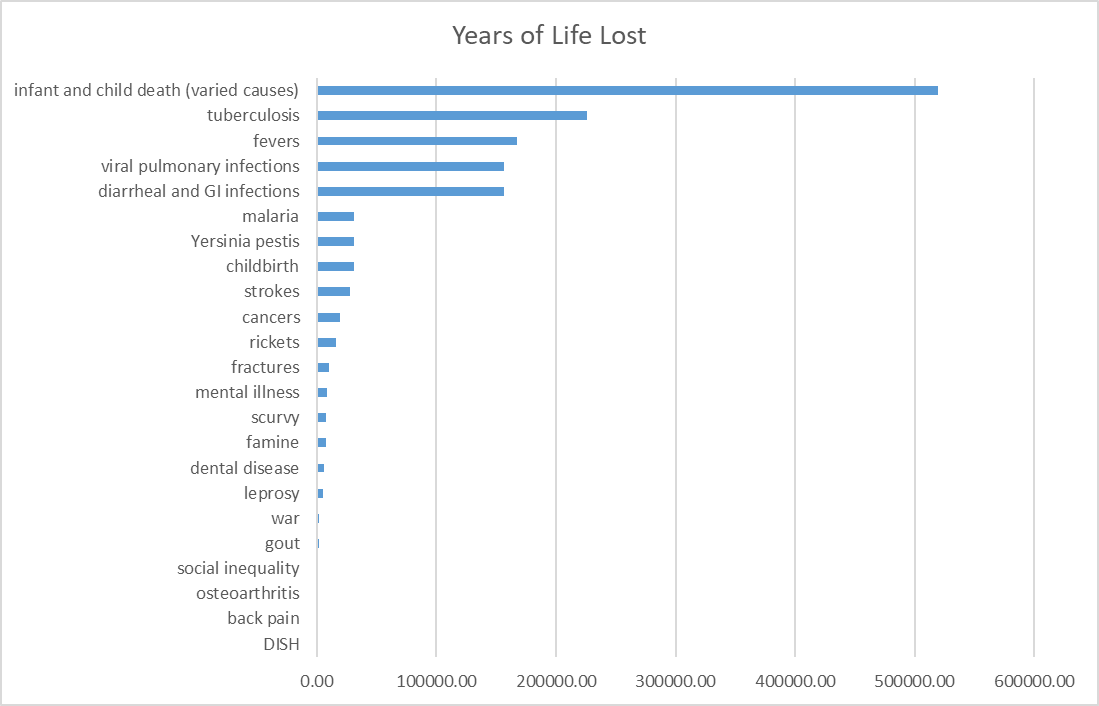 Years of Life Lost
infant and child death (varied causes)
tuberculosis
fevers
viral pulmonary infections
diarrheal and GI infections
malaria
Yersinia pestis
childbirth
strokes
cancers
rickets
fractures
mental illness
scurvy
famine
dental disease
leprosy
war
gout
social inequality
osteoarthritis
back pain
DISH
0.00 100000.00 200000.00 300000.00 400000.00 500000.00 600000.00